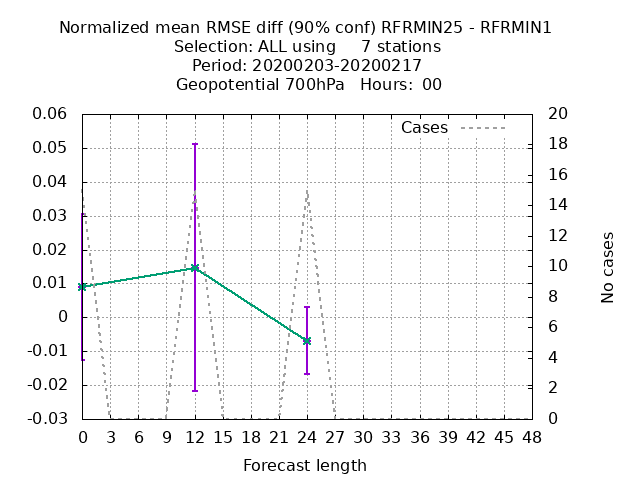 Normalized mean RMSE diff (90% conf) RFRMIN25 - RFRMIN1
Selection: ALL using     7 stations
Period: 20200203-20200217
Geopotential 700hPa   Hours:  00
Cases
0.06
0.05
0.04
0.03
0.02
0.01
0
-0.01
-0.02
-0.03
20
18
16
14
12
10
8
6
4
2
0
No cases
0 3 6 9 12 15 18 21 24 27 30 33 36 39 42 45 48
Forecast length